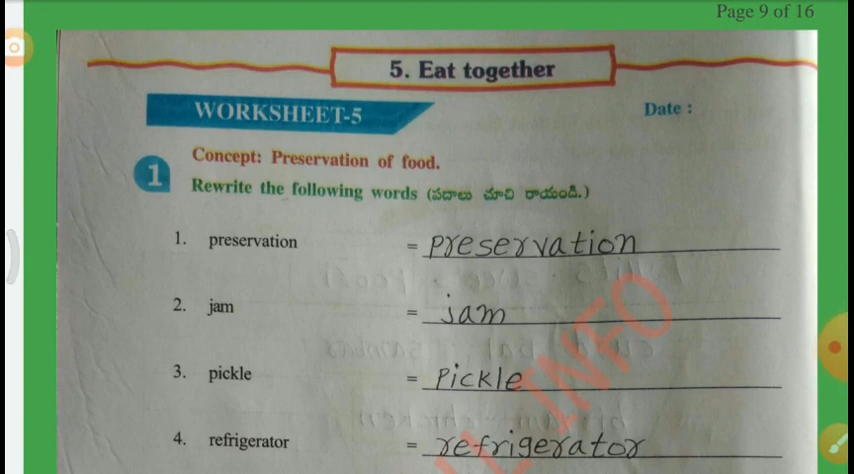 Page 9 of 16
5. Eat together
WORKSHEET-5
Date :
Concept: Preservation of food.
1
Rewrite the following words (పదాలు చూచి రాయండి.)
1. preservation = preservation
2. jam = jam
3. pickle = pickle
4. refrigerator = refrigerator
INFO